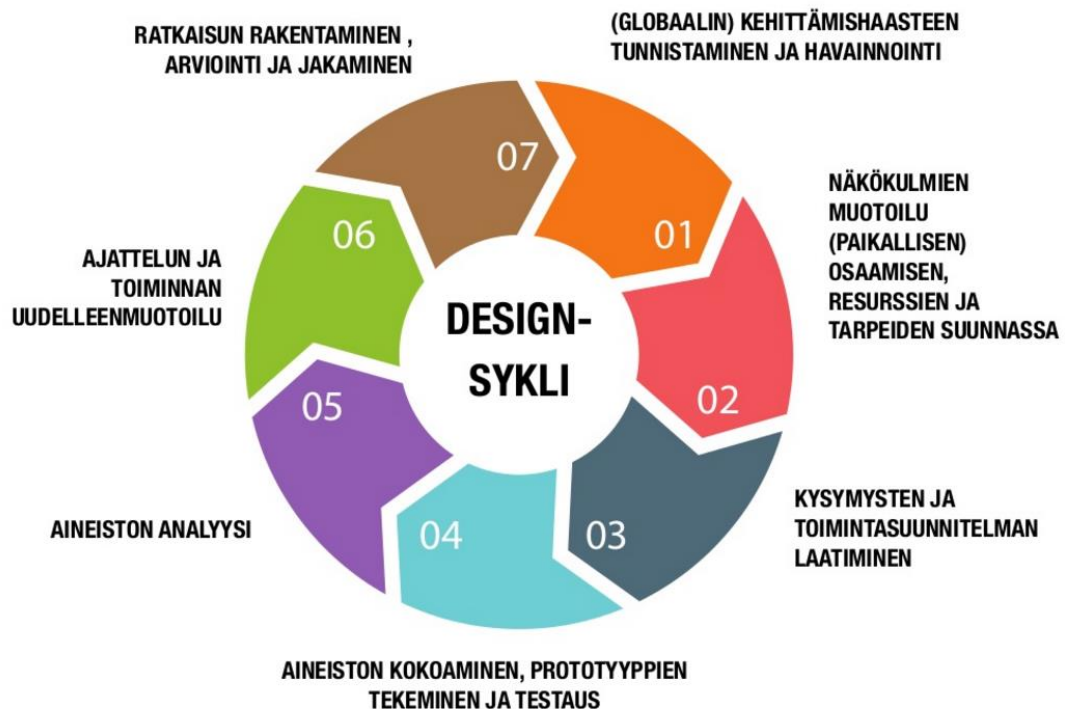 DESIGN-
SYKLI
01
(GLOBAALIN) KEHITTÄMISHAASTEEN
TUNNISTAMINEN JA HAVAINNOINTI
02
NÄKÖKULMIEN
MUOTOILU
(PAIKALLISEN)
OSAAMISEN,
RESURSSIEN JA
TARPEIDEN SUUNNASSA
03
KYSYMYSTEN JA
TOIMINTASUUNNITELMAN
LAATIMINEN
04
AINEISTON KOKOAMINEN, PROTOTYYPPIEN
TEKEMINEN JA TESTAUS
05
AINEISTON ANALYYSI
06
AJATTELUN JA
TOIMINNAN
UUDELLEENMUOTOILU
07
RATKAISUN RAKENTAMINEN ,
ARVIOINTI JA JAKAMINEN